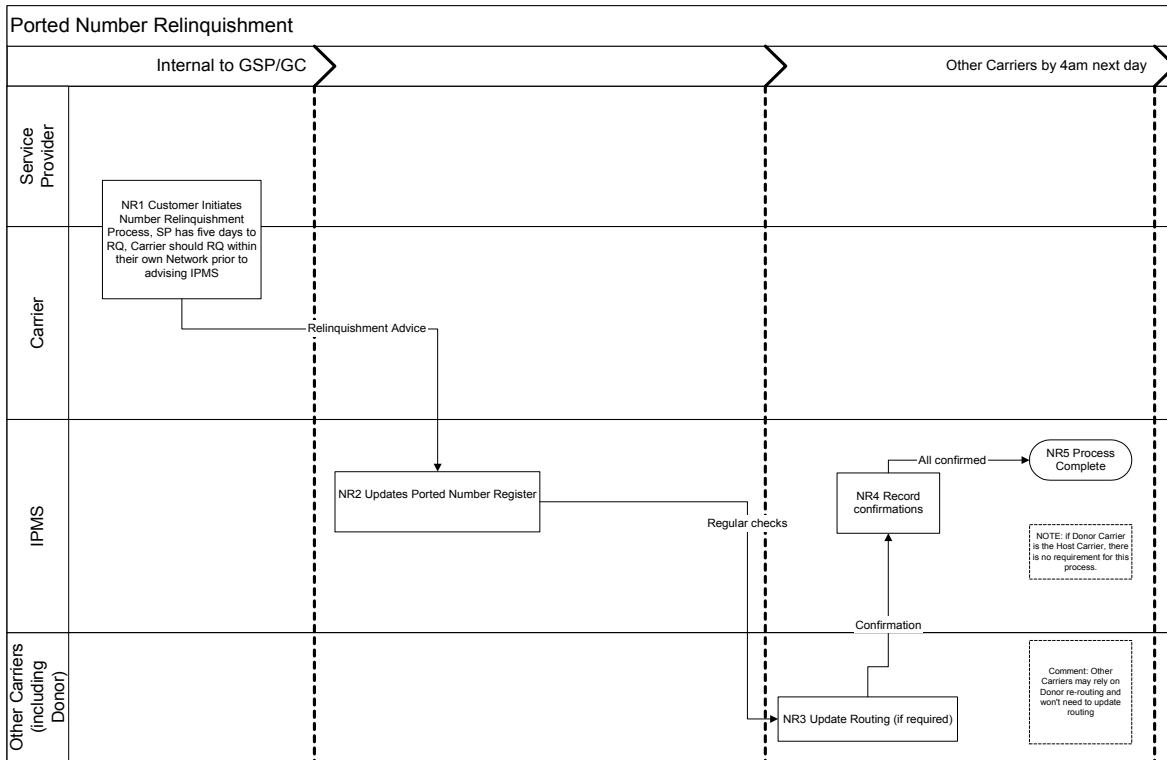 Ported Number Relinquishment
Internal to GSP/GC
Other Carriers by 4am next day
Service
Provider
NR1 Customer Initiates
Number Relinquishment
Process, SP has five days to
RQ, Carrier should RQ within
their own Network prior to
advising IPMS
Carrier
Relinquishment Advice
IPMS
NR2 Updates Ported Number Register
Regular checks
NR4 Record
confirmations
All confirmed
NR5 Process
Complete
NOTE: if Donor Carrier
is the Host Carrier, there
is no requirement for this
process.
Confirmation
Other Carriers
(including
Donor)
NR3 Update Routing (if required)
Comment: Other
Carriers may rely on
Donor re-routing and
won't need to update
routing